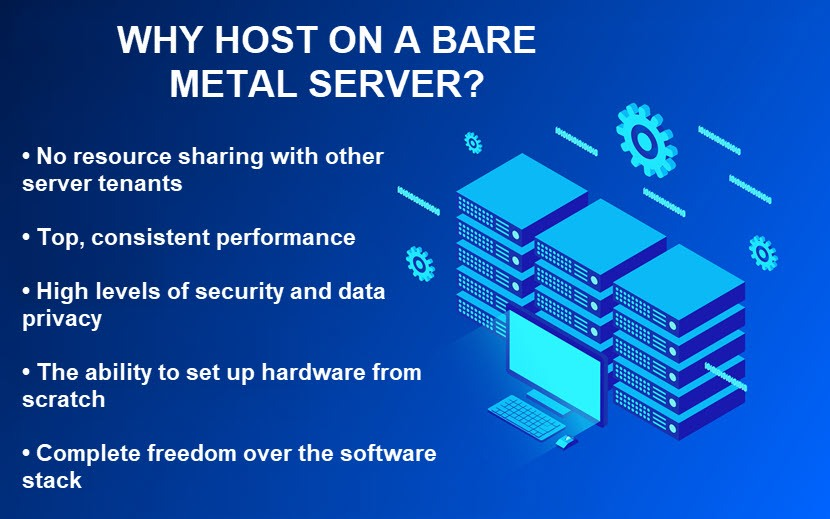 WHY HOST ON A BARE
METAL SERVER?
• No resource sharing with other
server tenants
• Top, consistent performance
• High levels of security and data
privacy
• The ability to set up hardware from
scratch
• Complete freedom over the software
stack